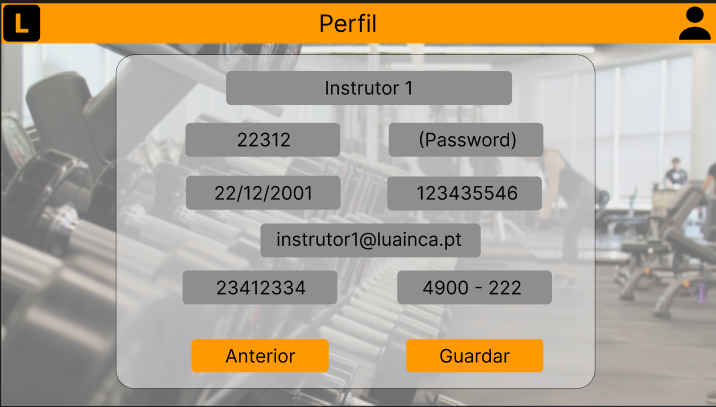 L
Perfil
Instrutor 1
22312
(Password)
22/12/2001
123435546
instrutor1@luainca.pt
23412334
4900 - 222
Anterior
Guardar